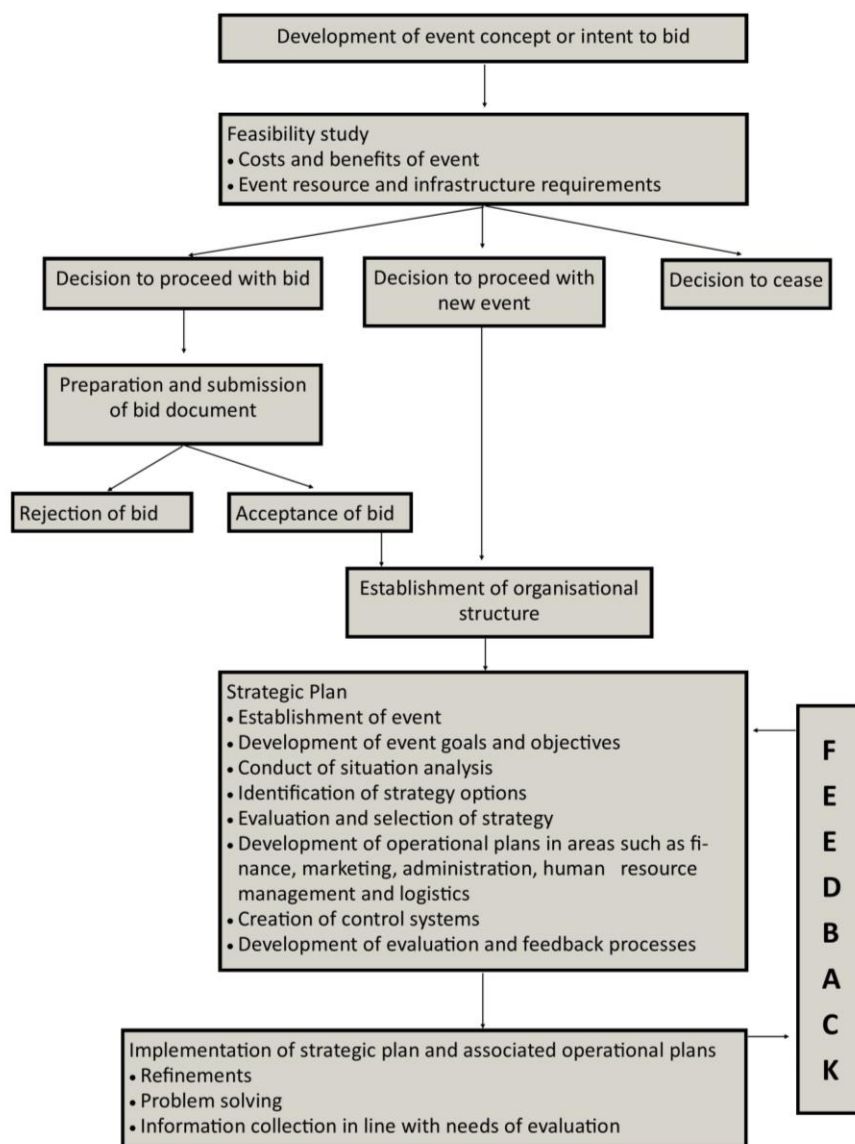 Development of event concept or intent to bid
Feasibility study
• Costs and benefits of event
• Event resource and infrastructure requirements
Decision to proceed with bid
Decision to proceed with
new event
Decision to cease
Preparation and submission
of bid document
Rejection of bid
Acceptance of bid
Establishment of organisational
structure
Strategic Plan
• Establishment of event
• Development of event goals and objectives
• Conduct of situation analysis
• Identification of strategy options
• Evaluation and selection of strategy
• Development of operational plans in areas such as fi-
nance, marketing, administration, human resource
management and logistics
• Creation of control systems
• Development of evaluation and feedback processes
F
E
E
D
B
A
C
K
Implementation of strategic plan and associated operational plans
• Refinements
• Problem solving
• Information collection in line with needs of evaluation